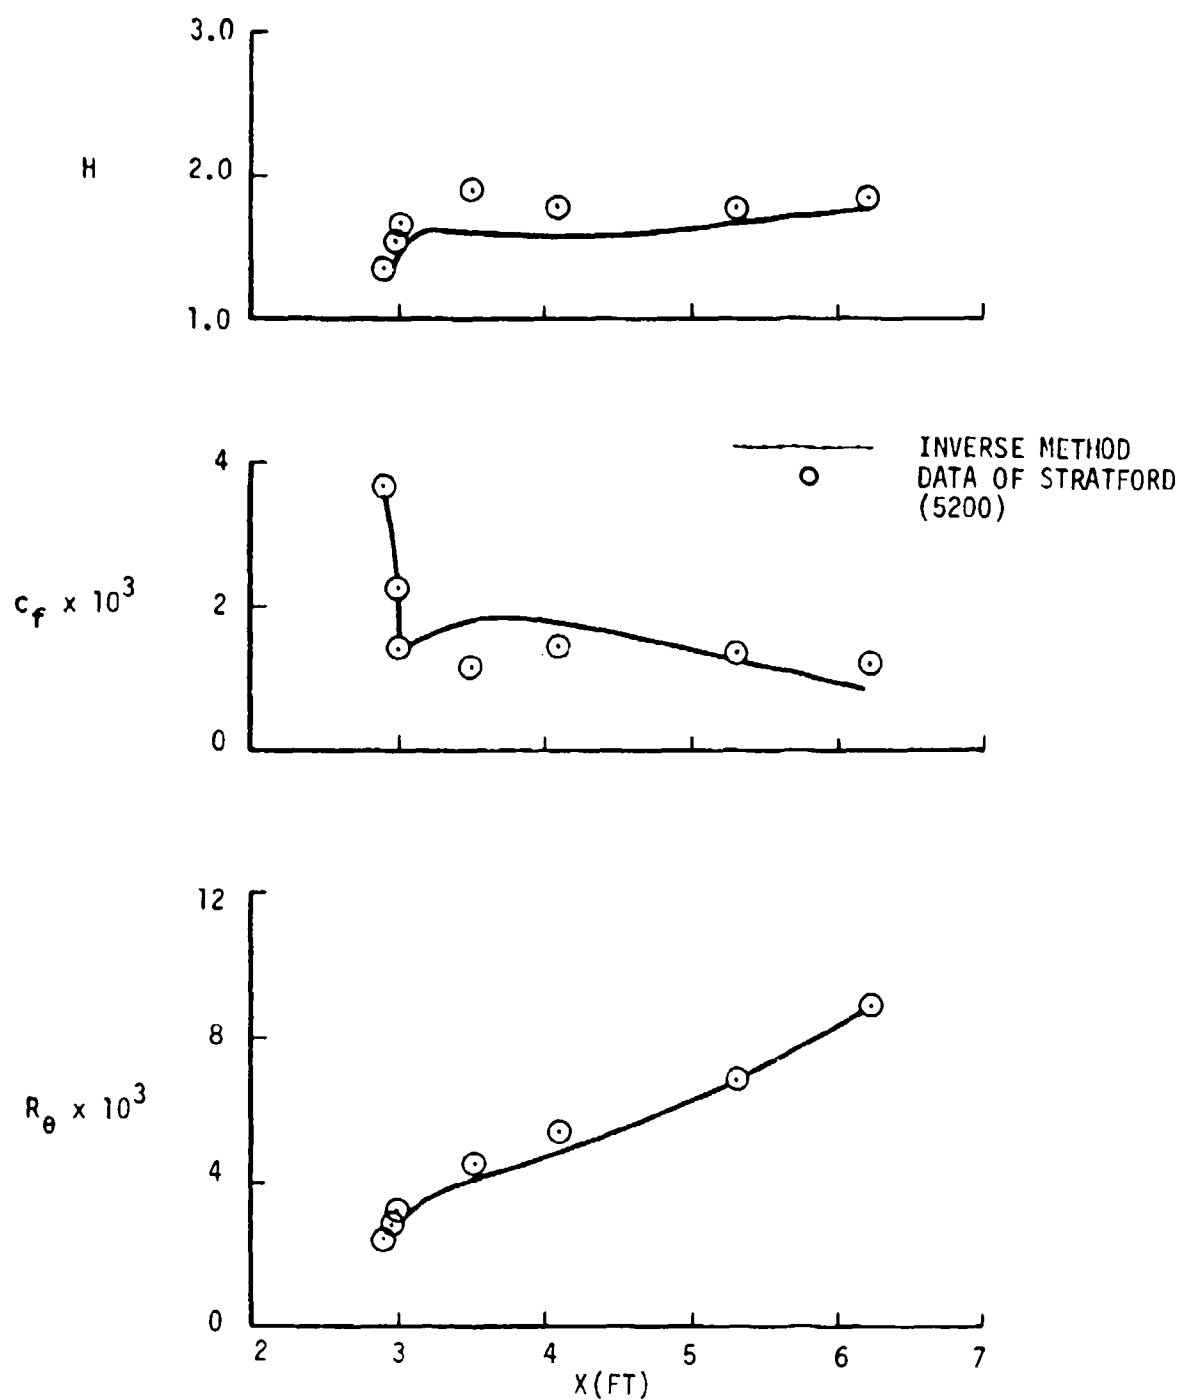 3.0
H
2.0
1.0
INVERSE METHOD
DATA OF STRATFORD
(5200)
4
c_f x 10^3
2
0
12
8
R_θ x 10^3
4
0
2 3 4 5 6 7
X(FT)